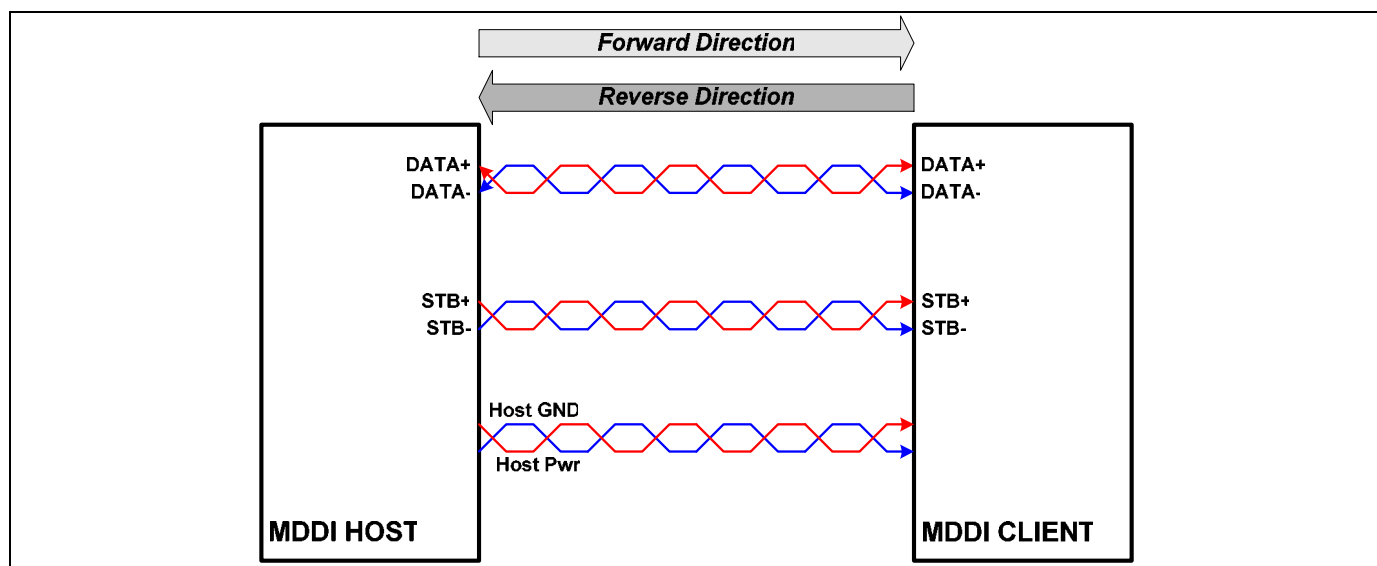 Forward Direction
Reverse Direction
DATA+
DATA-
DATA+
DATA-
STB+
STB-
STB+
STB-
Host GND
Host Pwr
MDDI HOST
MDDI CLIENT